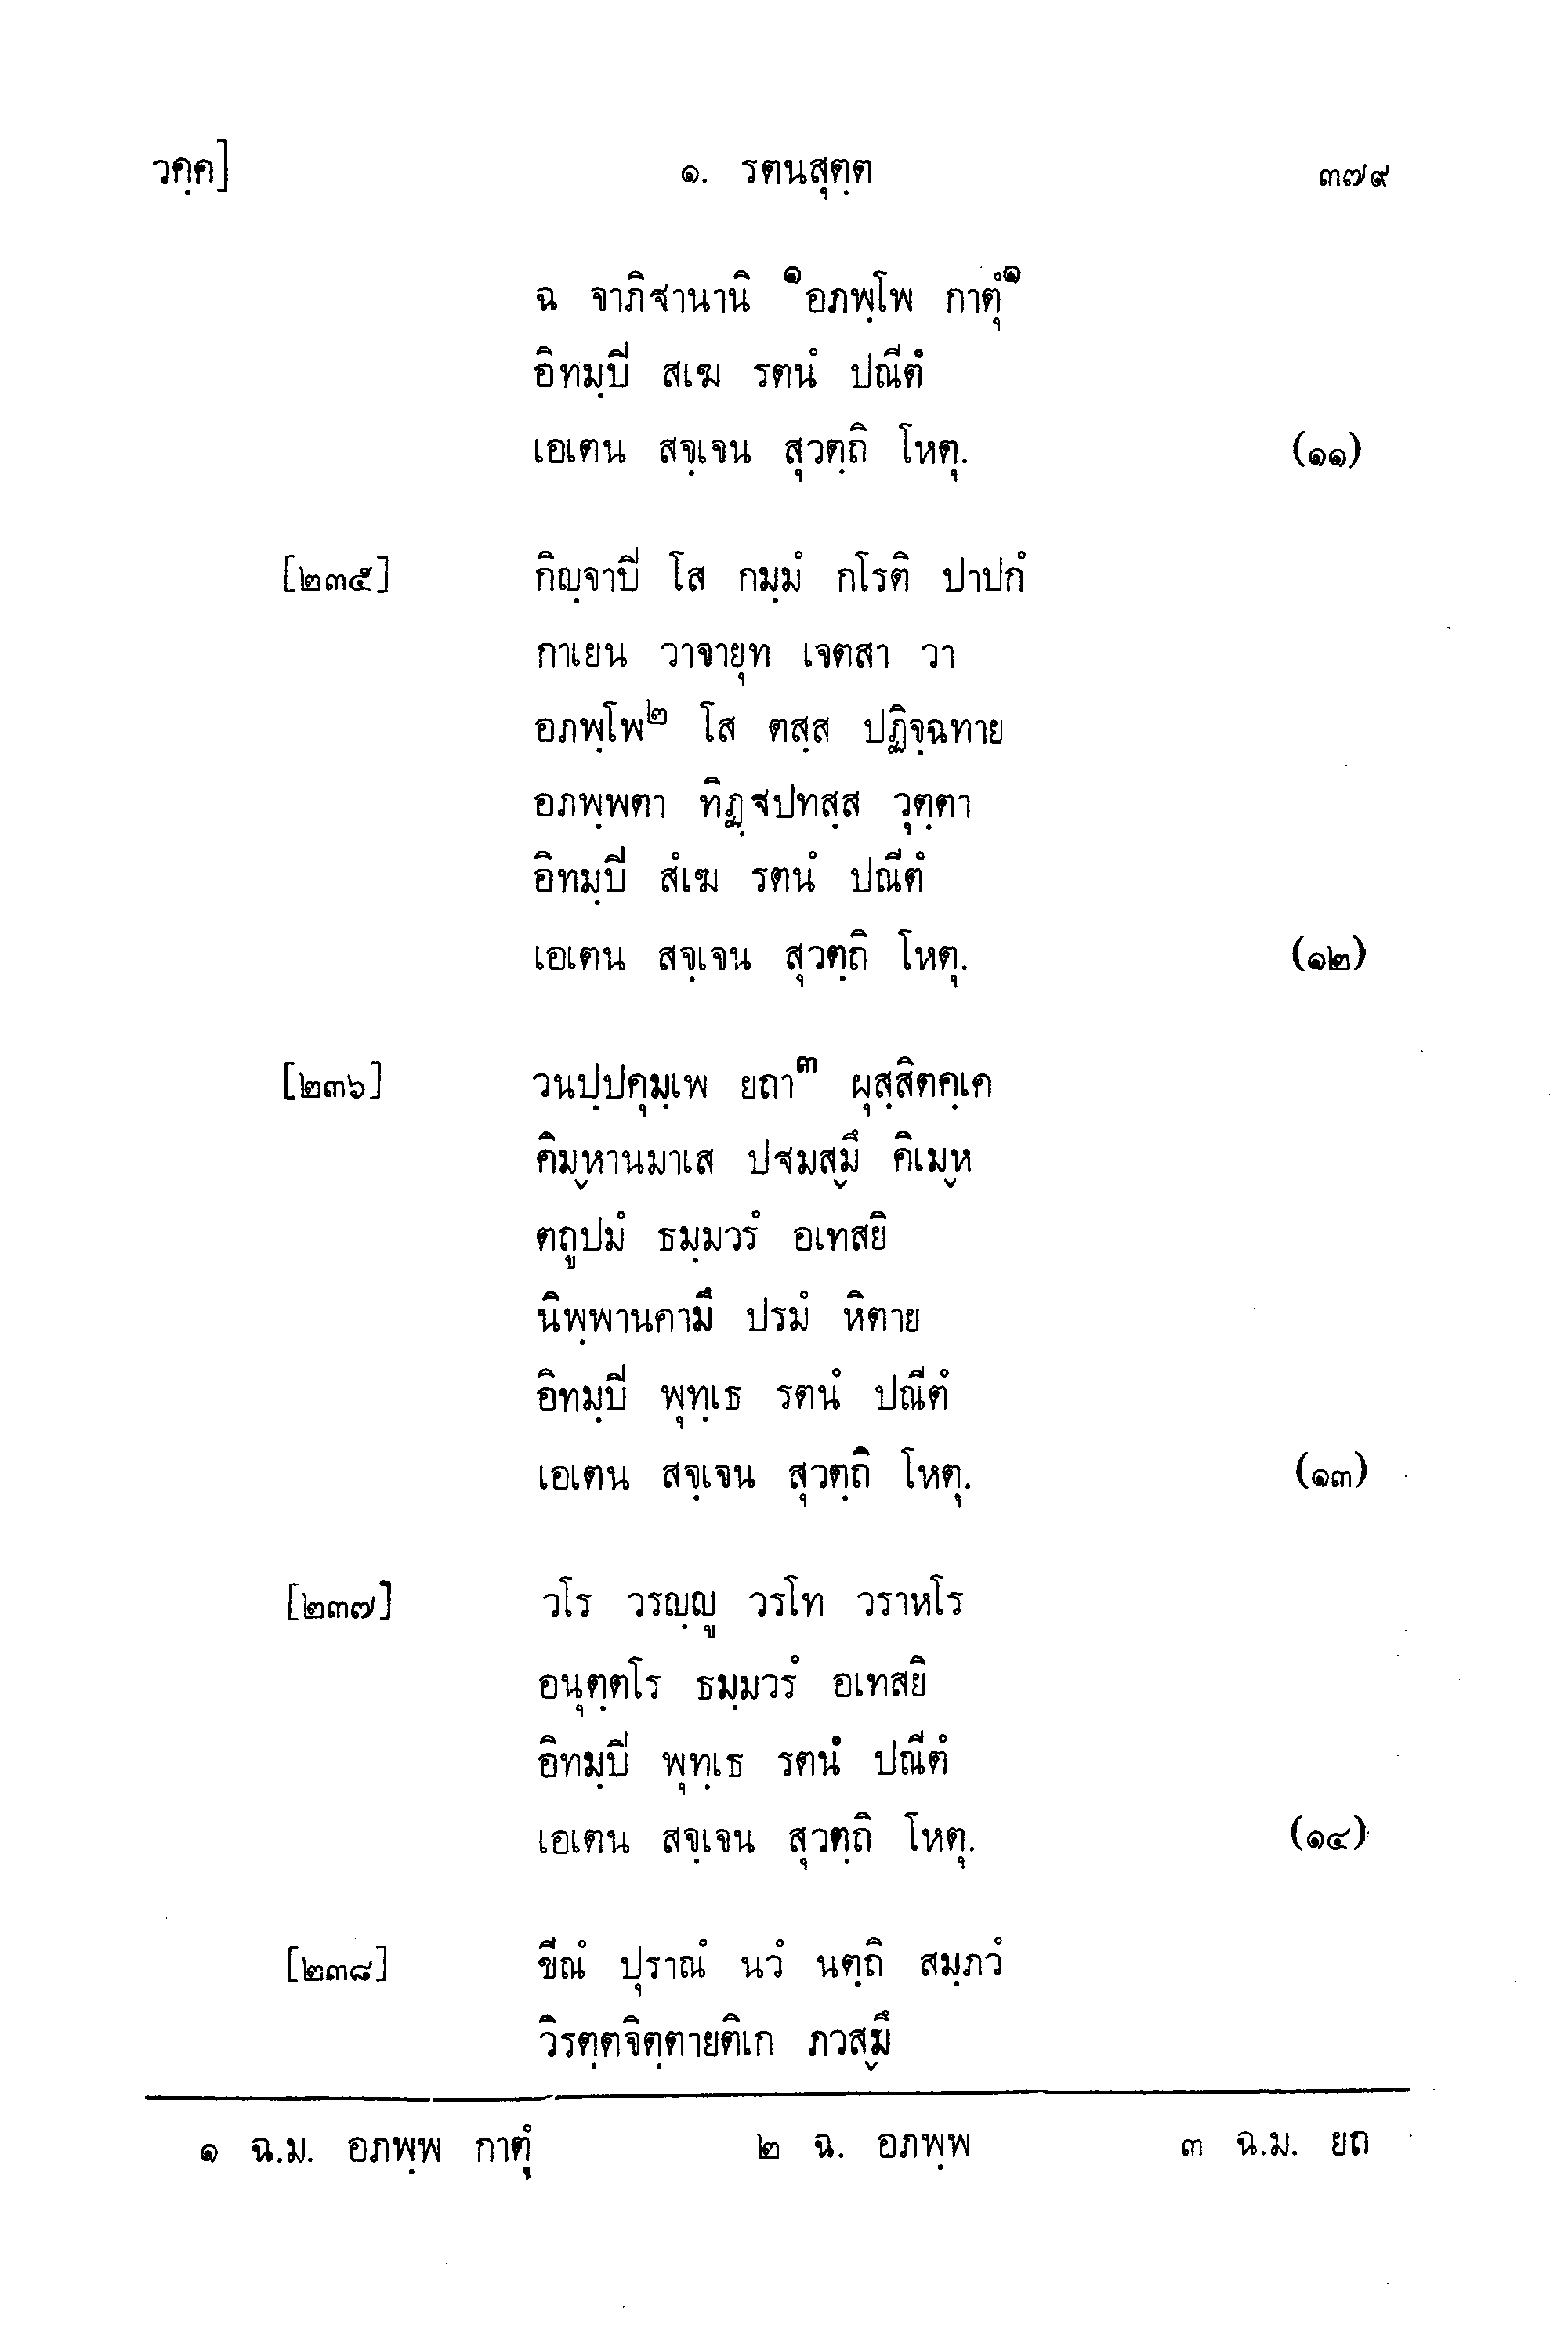 วคฺค] ๑. รตนสุตฺต ๓๗๙
ฉ จาภิฐานานิ ๑อภพฺโพ กาตุํ๑
อิทมฺปิ สเฆ รตนํ ปณีตํ
เอเตน สจฺเจน สุวตฺถิ โหตุ. (๑๑)
[๒๓๕] กิญฺจาปิ โส กมฺมํ กโรติ ปาปกํ
กาเยน วาจายุท เจตสา วา
อภพฺโพ๒ โส ตสฺส ปฏิจฺฉทาย
อภพฺพตา ทิฏฺฐปทสฺส วุตฺตา
อิทมฺปิ สํเฆ รตนํ ปณีตํ
เอเตน สจฺเจน สุวตฺถิ โหตุ. (๑๒)
[๒๓๖] วนปฺปคุมฺเพ ยถา๓ ผุสฺสิตคฺเค
คิมฺหานมาเส ปฐมสฺมึ คิเมฺห
ตถูปมํ ธมฺมวรํ อเทสยิ
นิพฺพานคามึ ปรมํ หิตาย
อิทมฺปิ พุทฺเธ รตนํ ปณีตํ
เอเตน สจฺเจน สุวตฺถิ โหตุ. (๑๓)
[๒๓๗] วโร วรญฺญู วรโท วราหโร
อนุตฺตโร ธมฺมวรํ อเทสยิ
อิทมฺปิ พุทฺเธ รตนํ ปณีตํ
เอเตน สจฺเจน สุวตฺถิ โหตุ. (๑๔)
[๒๓๘] ขีณํ ปุราณํ นวํ นตฺถิ สมฺภวํ
วิรตฺตจิตฺตายติเก ภวสฺมึ
๑ ฉ.ม. อภพฺพ กาตุํ ๒ ฉ. อภพฺพ ๓ ฉ.ม. ยถ